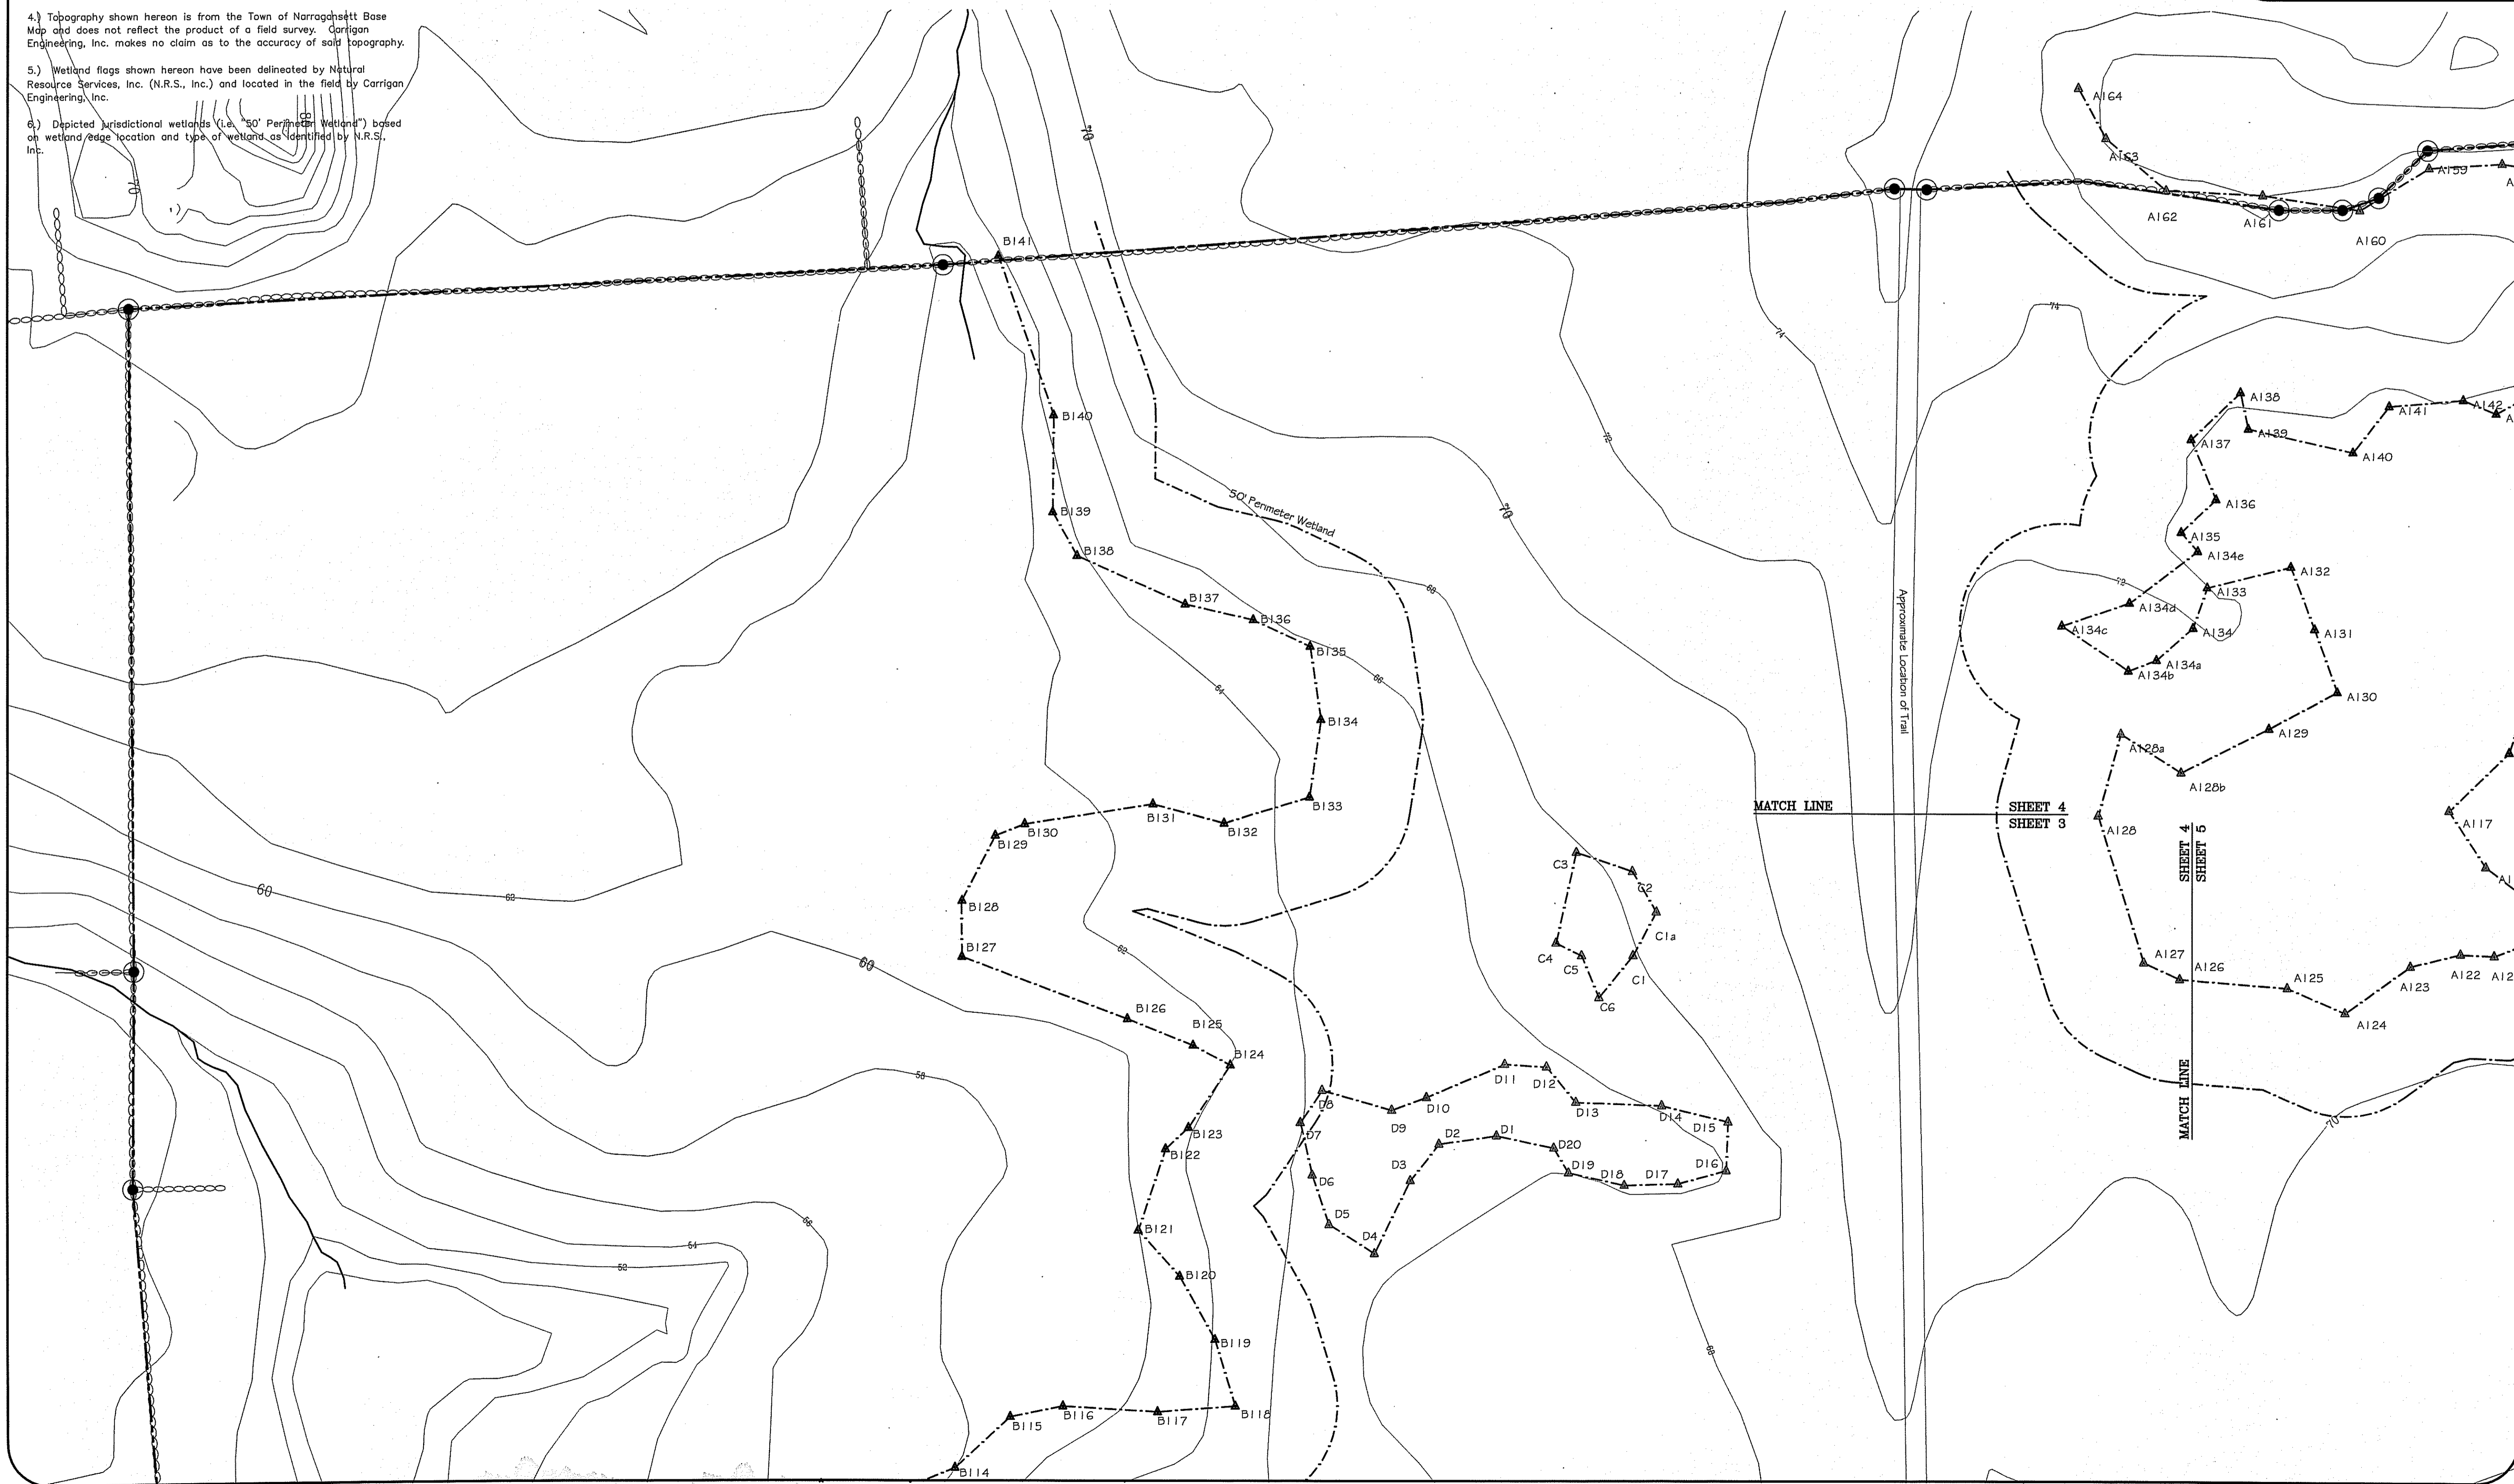 4.) Topography shown hereon is from the Town of Narragansett Base
Map and does not reflect the product of a field survey. Carrigan
Engineering, Inc. makes no claim as to the accuracy of said topography.
5.) Wetland flags shown hereon have been delineated by Natural
Resource Services, Inc. (N.R.S., Inc.) and located in the field by Carrigan
Engineering, Inc.
6.) Depicted jurisdictional wetlands (i.e. "50' Perimeter Wetland") based
on wetland edge location and type of wetland as identified by N.R.S.,
Inc.
80
70
70
A164
A163
A159
A162
A161
A160
B141
74
74
A138
A139
A141
A142
A137
A140
B140
72
A136
50' Perimeter Wetland
70
B139
A135
B138
A134e
A132
72
A133
68
B137
A134d
B136
A134c
A134
A131
B135
A134a
A134b
Approximate Location of Trail
66
64
A130
B134
A129
A128a
A128b
B133
MATCH LINE
SHEET 4
SHEET 3
B131
B132
B130
B129
A128
A117
SHEET 4
SHEET 5
C3
C2
60
62
B128
C1a
B127
62
60
C4
C5
C1
A127
A126
A125
A122
A123
C6
B126
B125
A124
B124
58
D11
D12
MATCH LINE
D8
D10
D9
D13
D14
D15
70
B123
D7
D2
D1
D20
B122
D3
D19
D18
D17
D16
D6
D5
56
B121
D4
54
52
B120
B119
68
B118
B115
B116
B117
B114